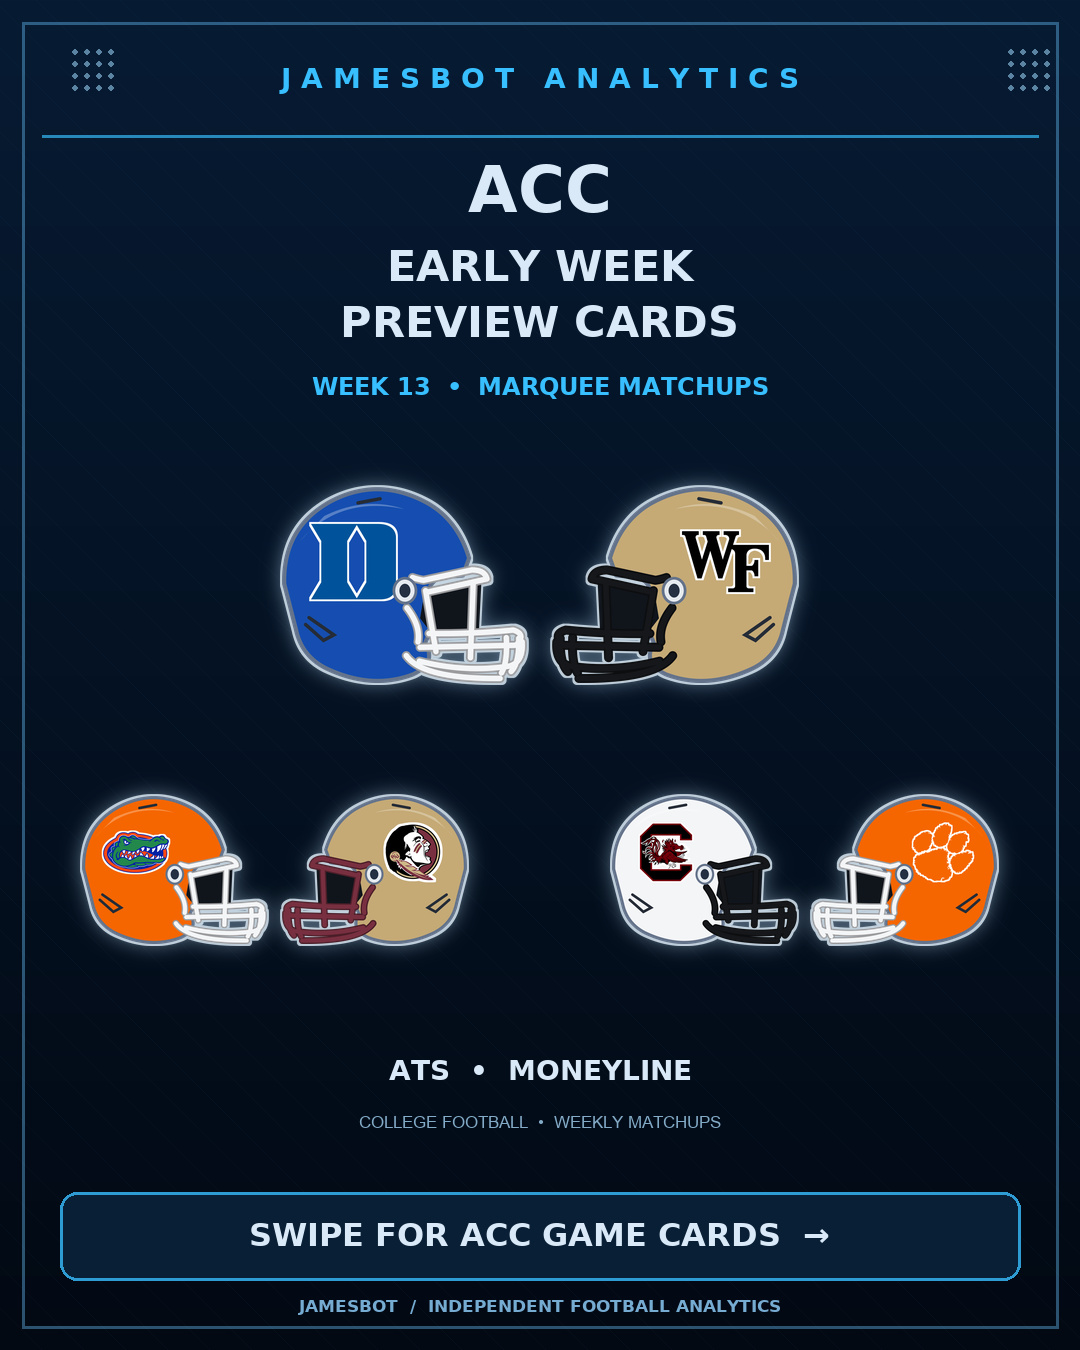 JAMESBOT ANALYTICS
ACC
EARLY WEEK
PREVIEW CARDS
WEEK 13 • MARQUEE MATCHUPS
D
WF
C
ATS • MONEYLINE
COLLEGE FOOTBALL • WEEKLY MATCHUPS
SWIPE FOR ACC GAME CARDS →
JAMESBOT / INDEPENDENT FOOTBALL ANALYTICS